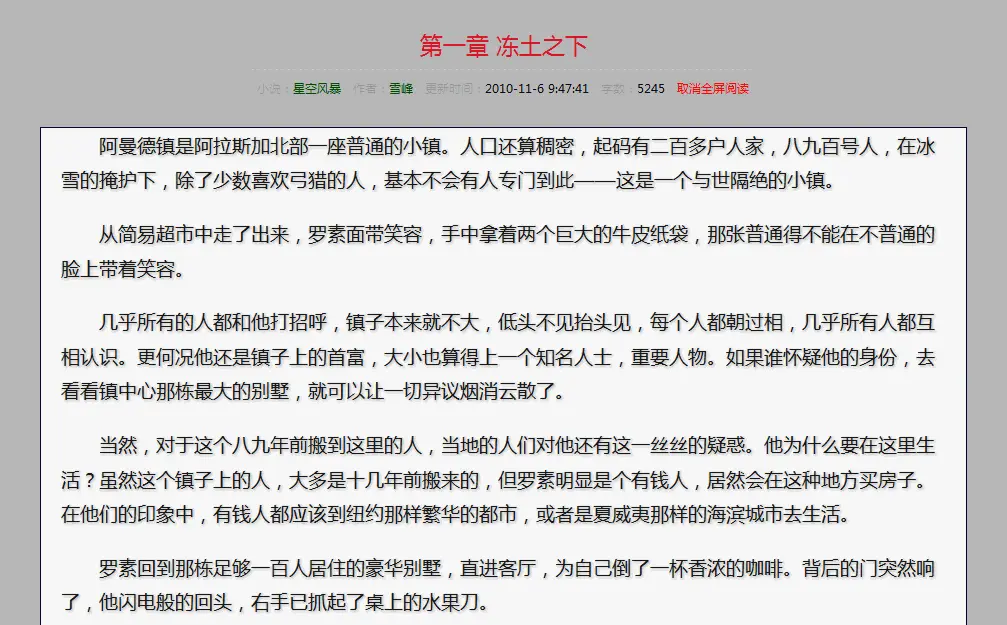 第一章 冻土之下
小说：星空风暴 作者：雪峰 更新时间：2010-11-6 9:47:41 字数：5245 取消全屏阅读
阿曼德镇是阿拉斯加北部一座普通的小镇。人口还算稠密，起码有二百多户人家，八九百号人，在冰
雪的掩护下，除了少数喜欢弓猎的人，基本不会有人专门到此——这是一个与世隔绝的小镇。
从简易超市中走了出来，罗素面带笑容，手中拿着两个巨大的牛皮纸袋，那张普通得不能在不普通的
脸上带着笑容。
几乎所有的人都和他打招呼，镇子本来就不大，低头不见抬头见，每个人都朝过相，几乎所有人都互
相认识。更何况他还是镇子上的首富，大小也算得上一个知名人士，重要人物。如果谁怀疑他的身份，去
看看镇中心那栋最大的别墅，就可以让一切异议烟消云散了。
当然，对于这个八九年前搬到这里的人，当地的人们对他还有这一丝丝的疑惑。他为什么要在这里生
活？虽然这个镇子上的人，大多是十几年前搬来的，但罗素明显是个有钱人，居然会在这种地方买房子。
在他们的印象中，有钱人都应该到纽约那样繁华的都市，或者是夏威夷那样的海滨城市去生活。
罗素回到那栋足够一百人居住的豪华别墅，直进客厅，为自己倒了一杯香浓的咖啡。背后的门突然响
了，他闪电般的回头，右手已抓起了桌上的水果刀。